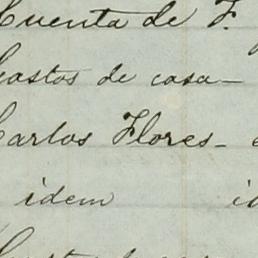 Cuenta de F.
Gastos de casa—
Carlos Flores—
idem